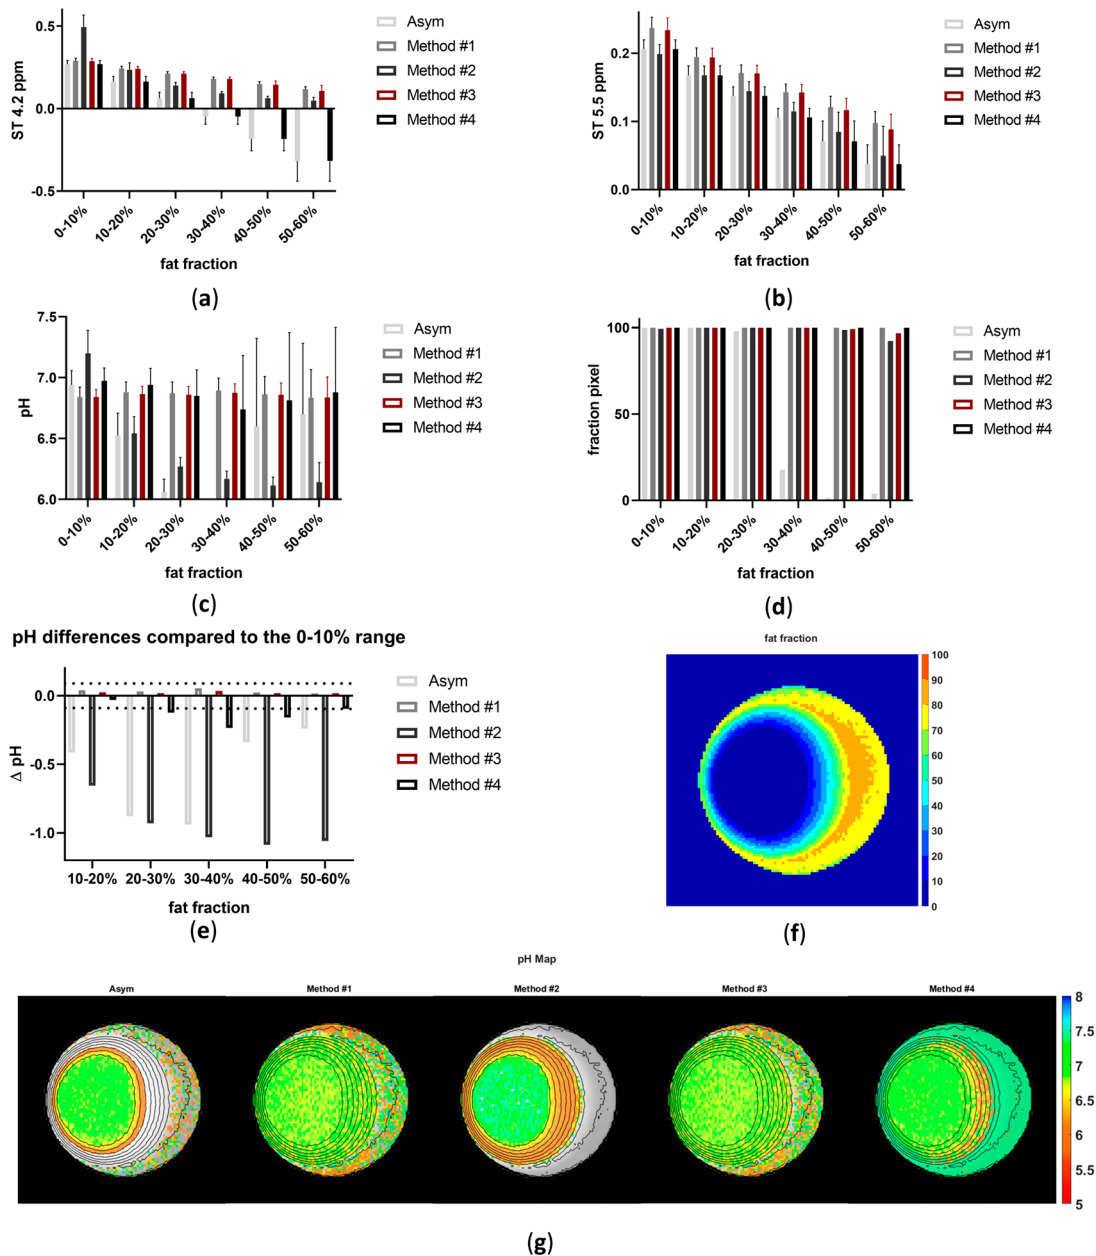 ST 4.2 ppm
0.5
0.0
-0.5
0-10%
10-20%
20-30%
30-40%
40-50%
50-60%
fat fraction
Asym
Method #1
Method #2
Method #3
Method #4
(a)
ST 5.5 ppm
0.2
0.1
0.0
0-10%
10-20%
20-30%
30-40%
40-50%
50-60%
fat fraction
Asym
Method #1
Method #2
Method #3
Method #4
(b)
pH
7.5
7.0
6.5
6.0
0-10%
10-20%
20-30%
30-40%
40-50%
50-60%
fat fraction
Asym
Method #1
Method #2
Method #3
Method #4
(c)
fraction pixel
100
50
0
0-10%
10-20%
20-30%
30-40%
40-50%
50-60%
fat fraction
Asym
Method #1
Method #2
Method #3
Method #4
(d)
pH differences compared to the 0-10% range
Δ pH
0.0
-0.5
-1.0
10-20% 20-30% 30-40% 40-50% 50-60%
fat fraction
Asym
Method #1
Method #2
Method #3
Method #4
(e)
fat fraction
100
90
80
70
60
50
40
30
20
10
0
(f)
pH Map
Asym Method #1 Method #2 Method #3 Method #4
8
7.5
7
6.5
6
5.5
5
(g)